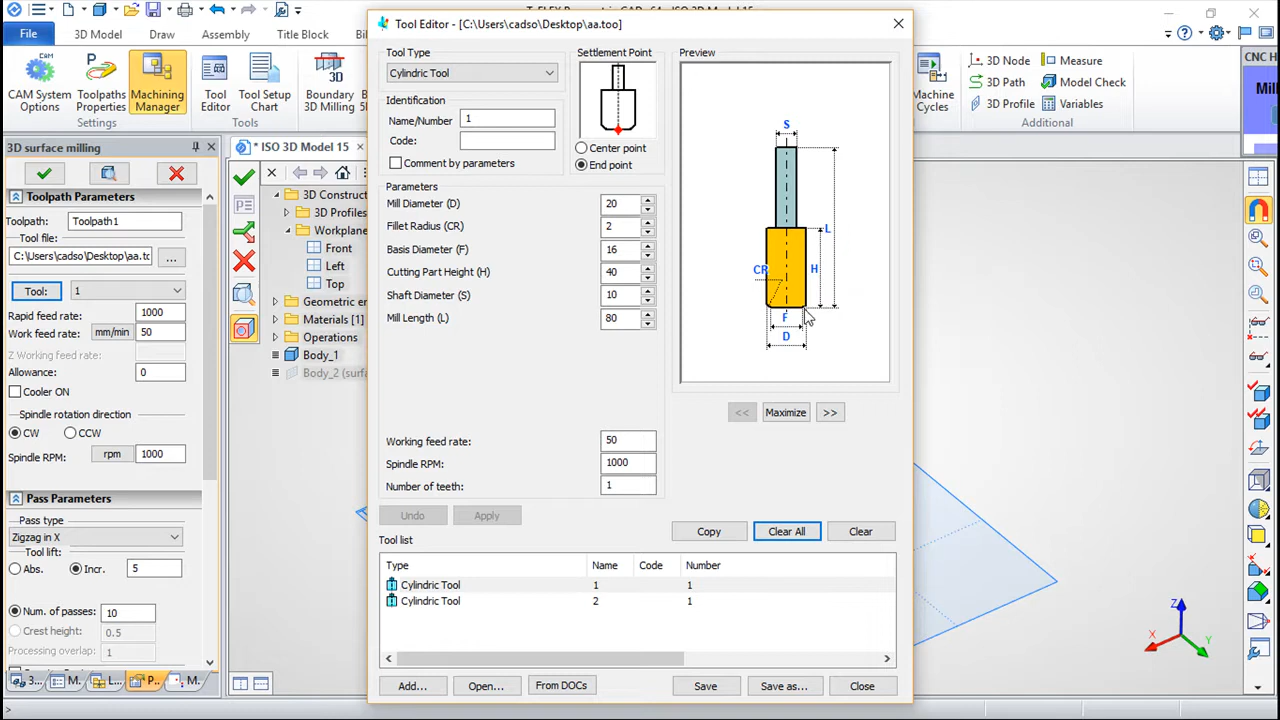 Tool Editor - [C:\Users\cadso\Desktop\aa.too]
File
3D Model
Draw
Assembly
Title Block
CAM System Options
Toolpaths Properties
Machining Manager
Tool Editor
Tool Setup Chart
Boundary 3D Milling
Machine Cycles
3D Node
3D Path
3D Profile
Measure
Model Check
Variables
Settings
Tools
Additional
CNC H
Mill
3D surface milling
* ISO 3D Model 15
Toolpath Parameters
Toolpath:
Toolpath1
Tool file:
C:\Users\cadso\Desktop\aa.tc
...
Tool:
1
Rapid feed rate:
1000
Work feed rate:
mm/min
50
Z Working feed rate:
Allowance:
0
Cooler ON
Spindle rotation direction
CW
CCW
Spindle RPM:
rpm
1000
Pass Parameters
Pass type
Zigzag in X
Tool lift:
Abs.
Incr.
5
Num. of passes:
10
Crest height:
0.5
Processing overlap:
1
3...
M..
L...
P..
M.
3D Construc
3D Profiles
Workplane
Front
Left
Top
Geometric e
Materials [1]
Operations
Body_1
Body_2 (surf
Tool Type
Cylindric Tool
Identification
Name/Number
1
Code:
Comment by parameters
Settlement Point
Center point
End point
Parameters
Mill Diameter (D)
20
Fillet Radius (CR)
2
Basis Diameter (F)
16
Cutting Part Height (H)
40
Shaft Diameter (S)
10
Mill Length (L)
80
Working feed rate:
50
Spindle RPM:
1000
Number of teeth:
1
Preview
S
L
CR
H
F
D
<<
Maximize
>>
Undo
Apply
Copy
Clear All
Clear
Tool list
Type
Name
Code
Number
Cylindric Tool
1
1
Cylindric Tool
2
1
Add...
Open...
From DOCs
Save
Save as...
Close
Z
X
Y
>